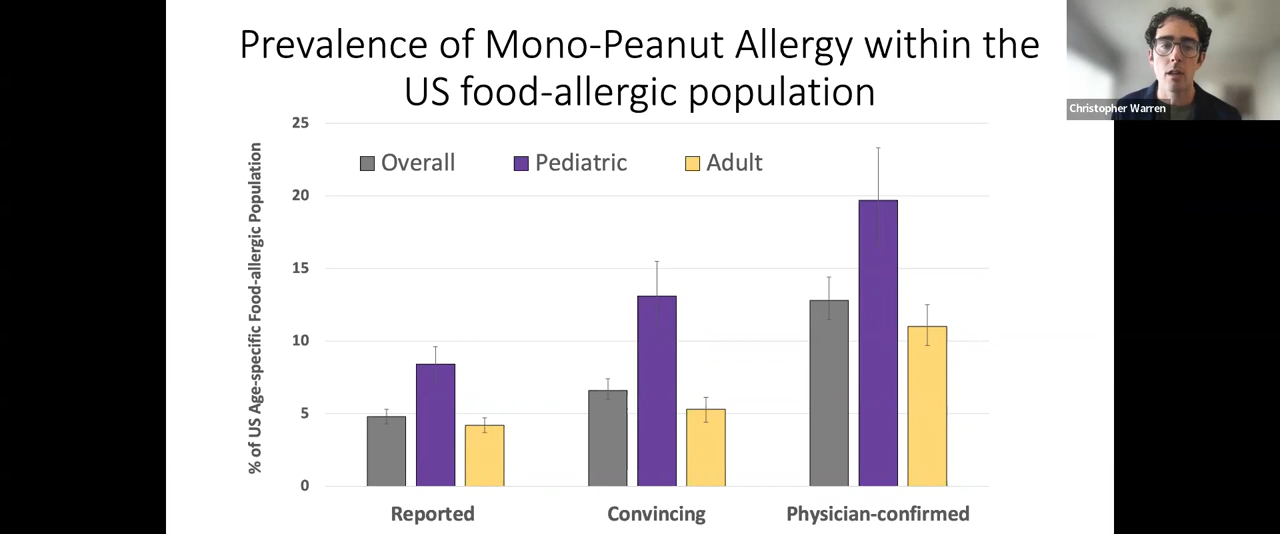 Prevalence of Mono-Peanut Allergy within the
US food-allergic population
Christopher Warren
% of US Age-specific Food-allergic Population
25
20
15
10
5
0
Overall Pediatric Adult
Reported Convincing Physician-confirmed